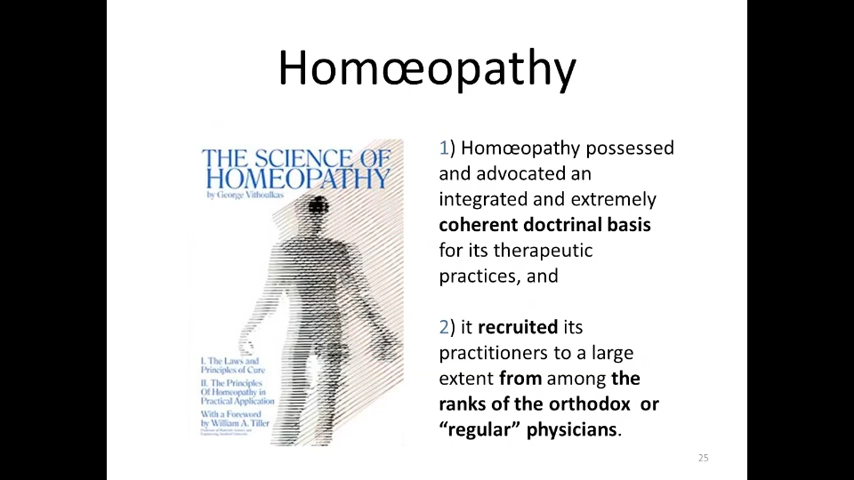 Homœopathy
THE SCIENCE OF
HOMEOPATHY
by George Vithoulkas
I. The Laws and
Principles of Cure
II. The Principles
Of Homeopathy in
Practical Application
With a Foreword
by William A. Tiller
1) Homœopathy possessed
and advocated an
integrated and extremely
coherent doctrinal basis
for its therapeutic
practices, and
2) it recruited its
practitioners to a large
extent from among the
ranks of the orthodox or
“regular” physicians.
25